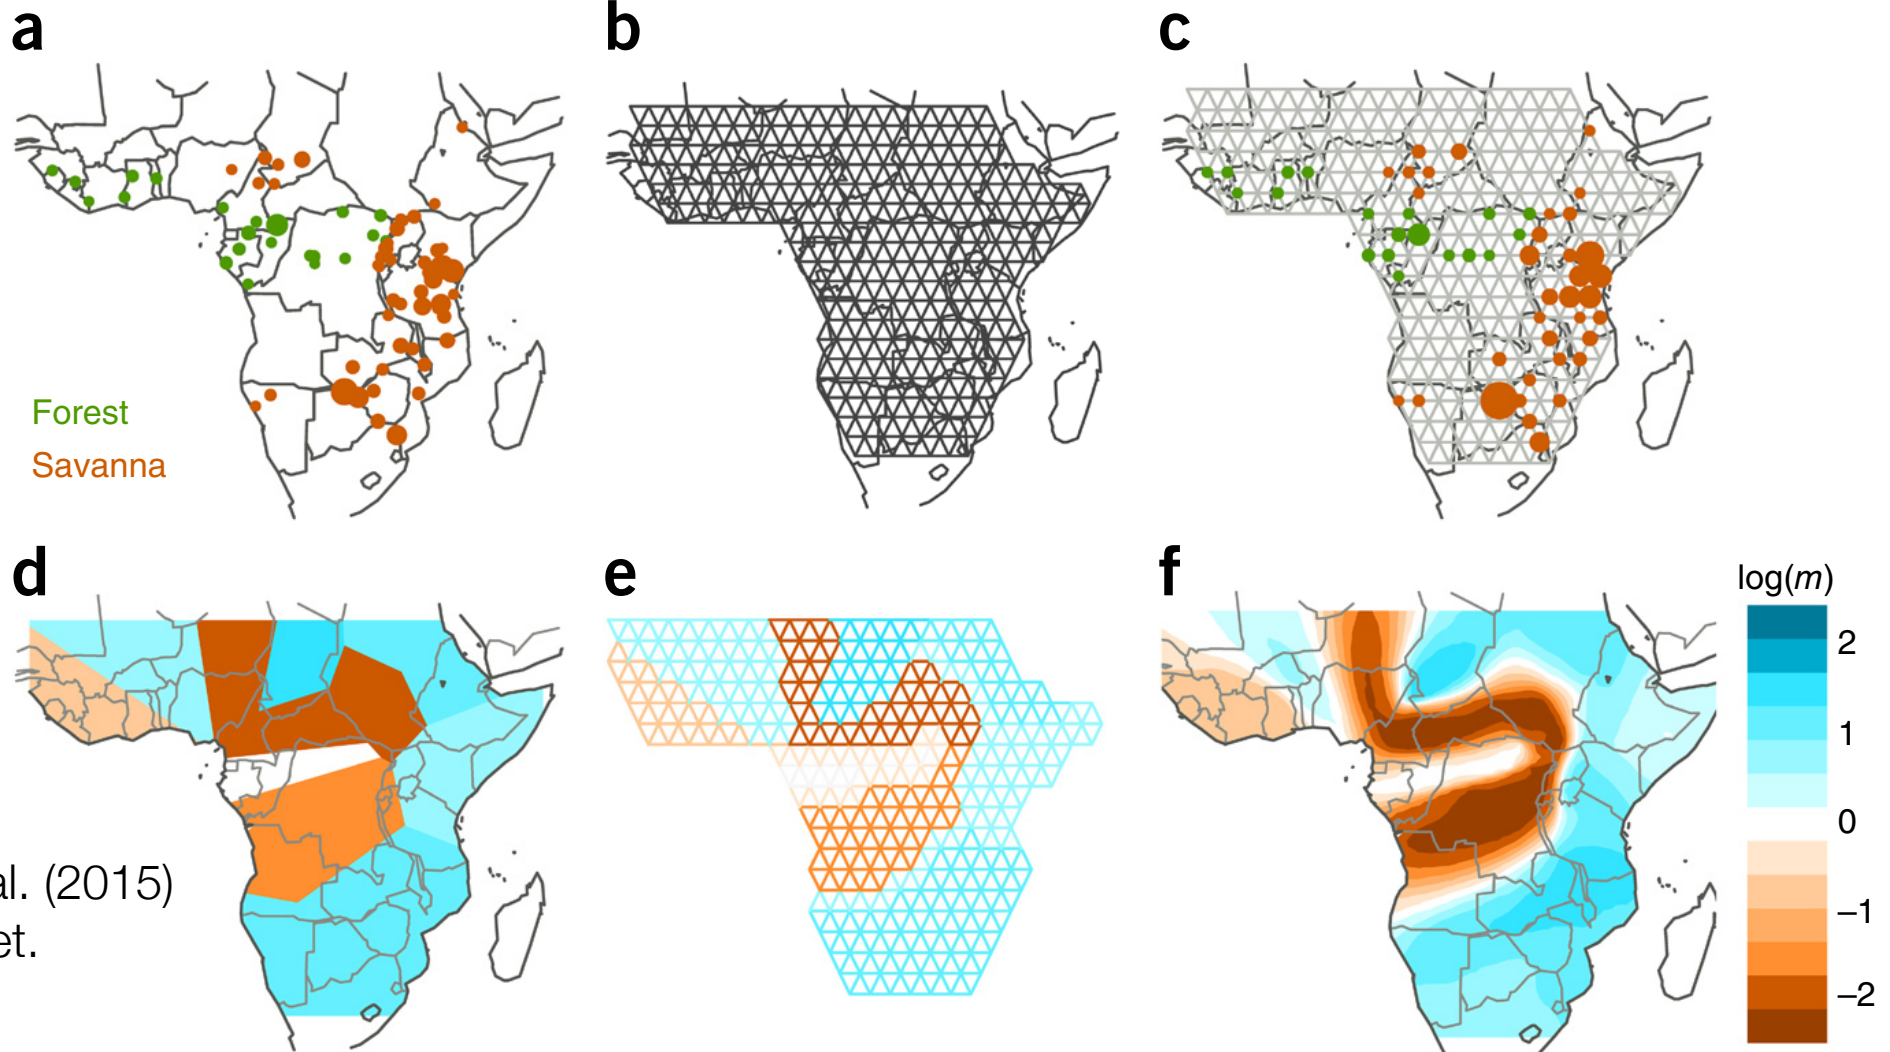 a
b
c
Forest
Savanna
d
e
f
log(m)
2
1
0
–1
–2
al. (2015)
et.